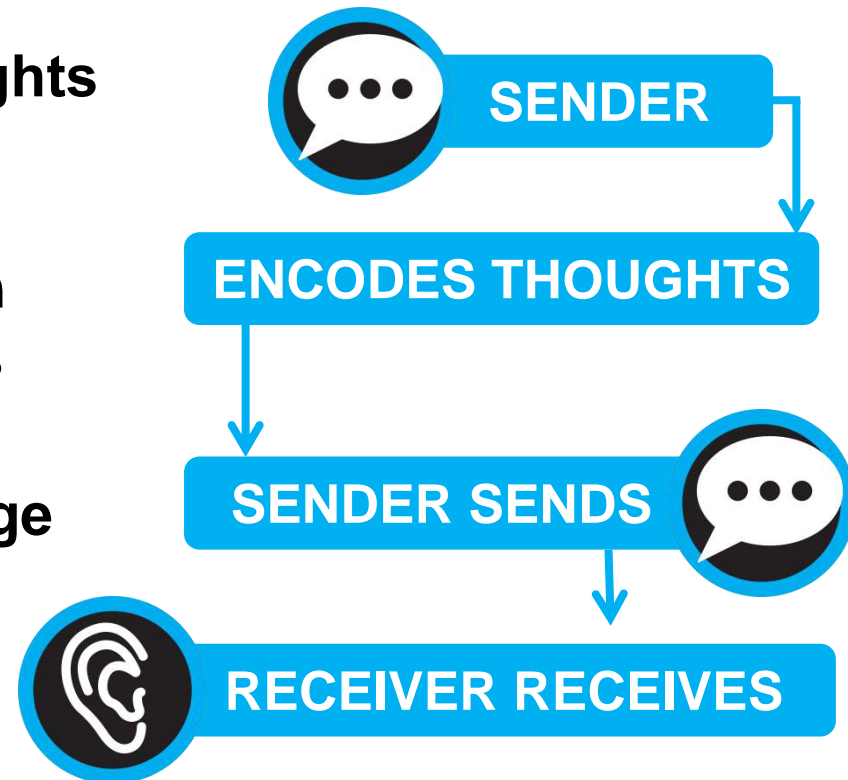 ghts
SENDER
ENCODES THOUGHTS
SENDER SENDS
ge
RECEIVER RECEIVES